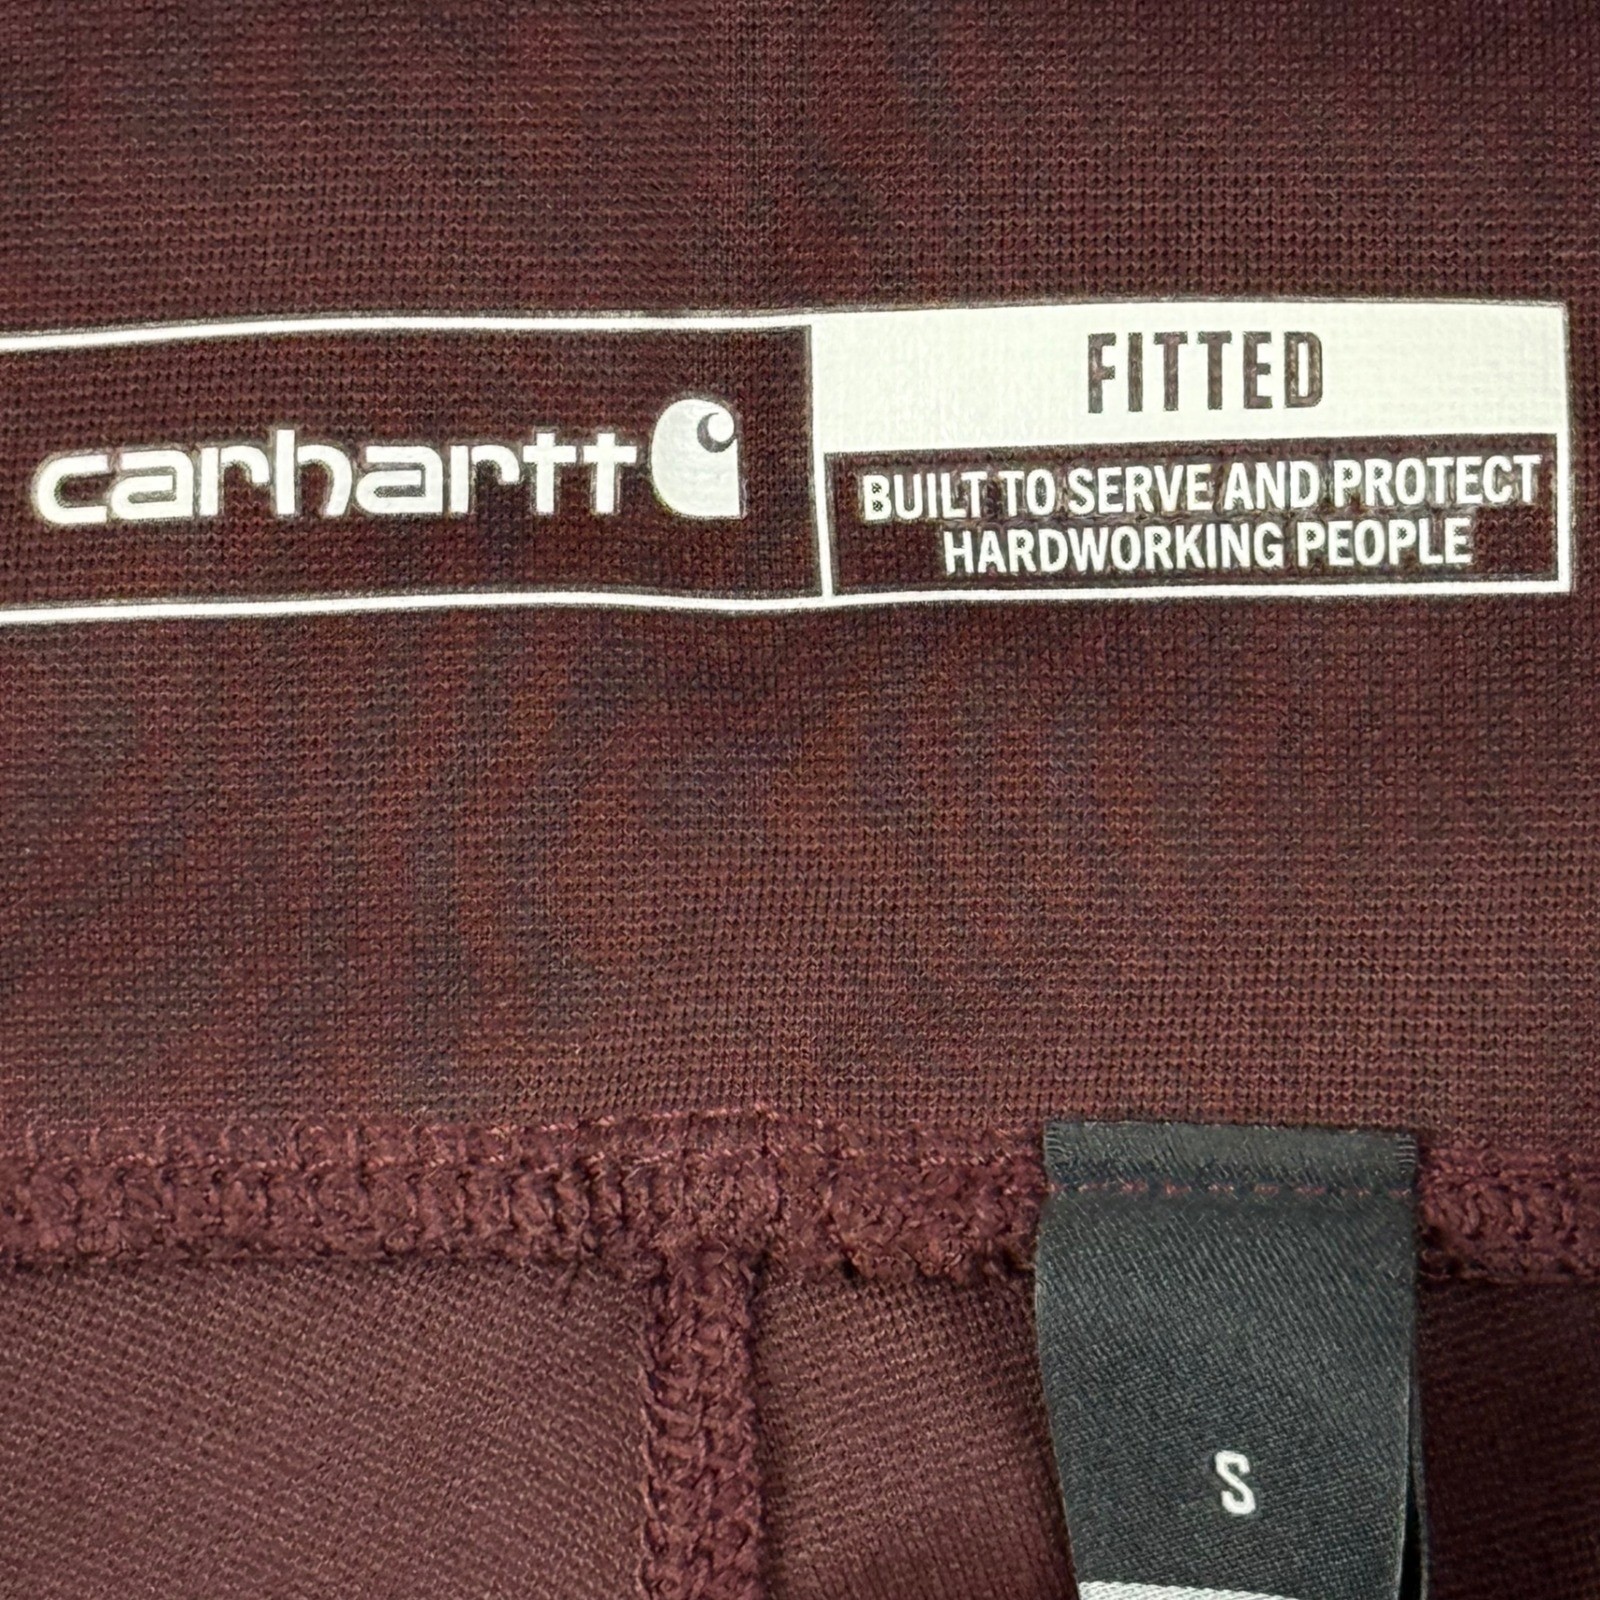 carhartt
FITTED
BUILT TO SERVE AND PROTECT
HARDWORKING PEOPLE
S